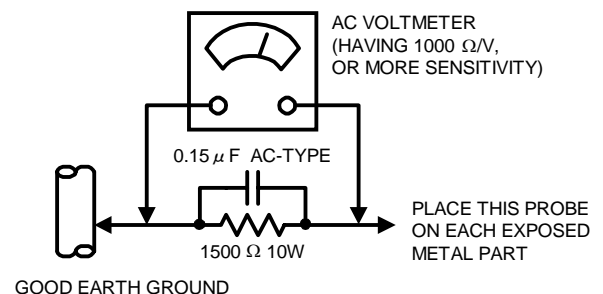 AC VOLTMETER
(HAVING 1000 Ω/V,
OR MORE SENSITIVITY)
0.15 μ F AC-TYPE
1500 Ω 10W
PLACE THIS PROBE
ON EACH EXPOSED
METAL PART
GOOD EARTH GROUND